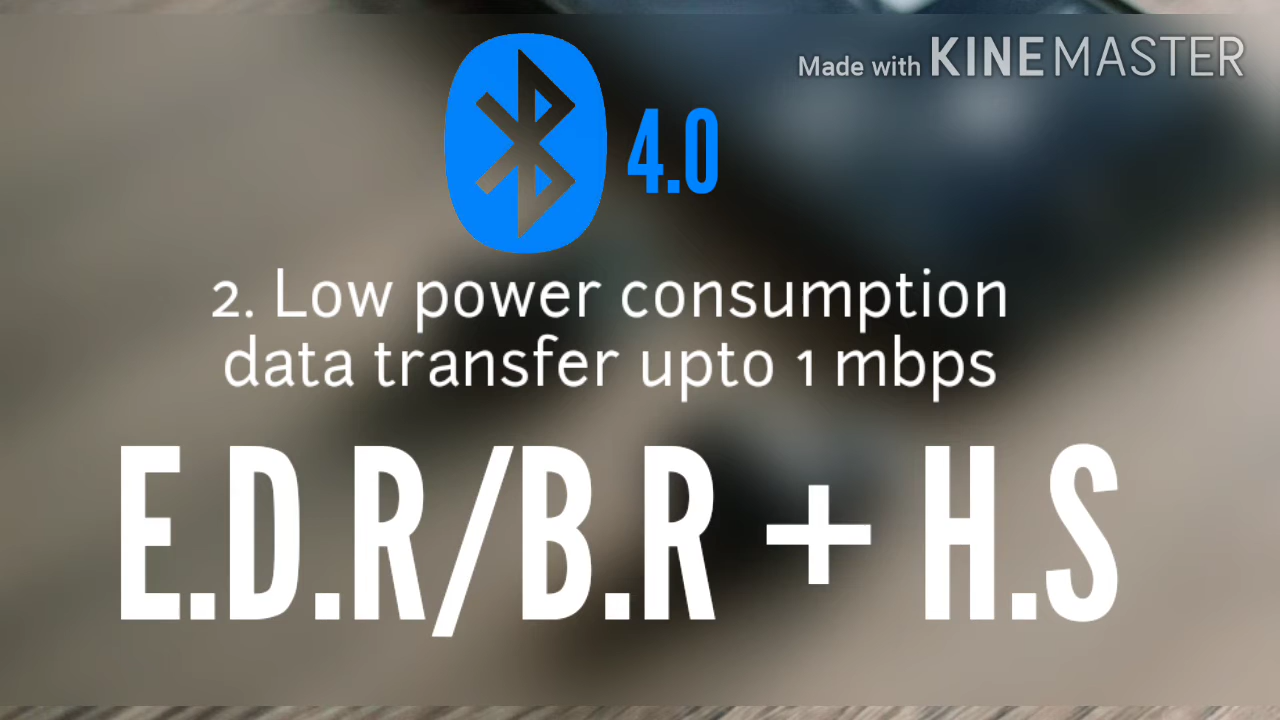 Made with KINEMASTER
4.0
2. Low power consumption
data transfer upto 1 mbps
E.D.R/B.R + H.S